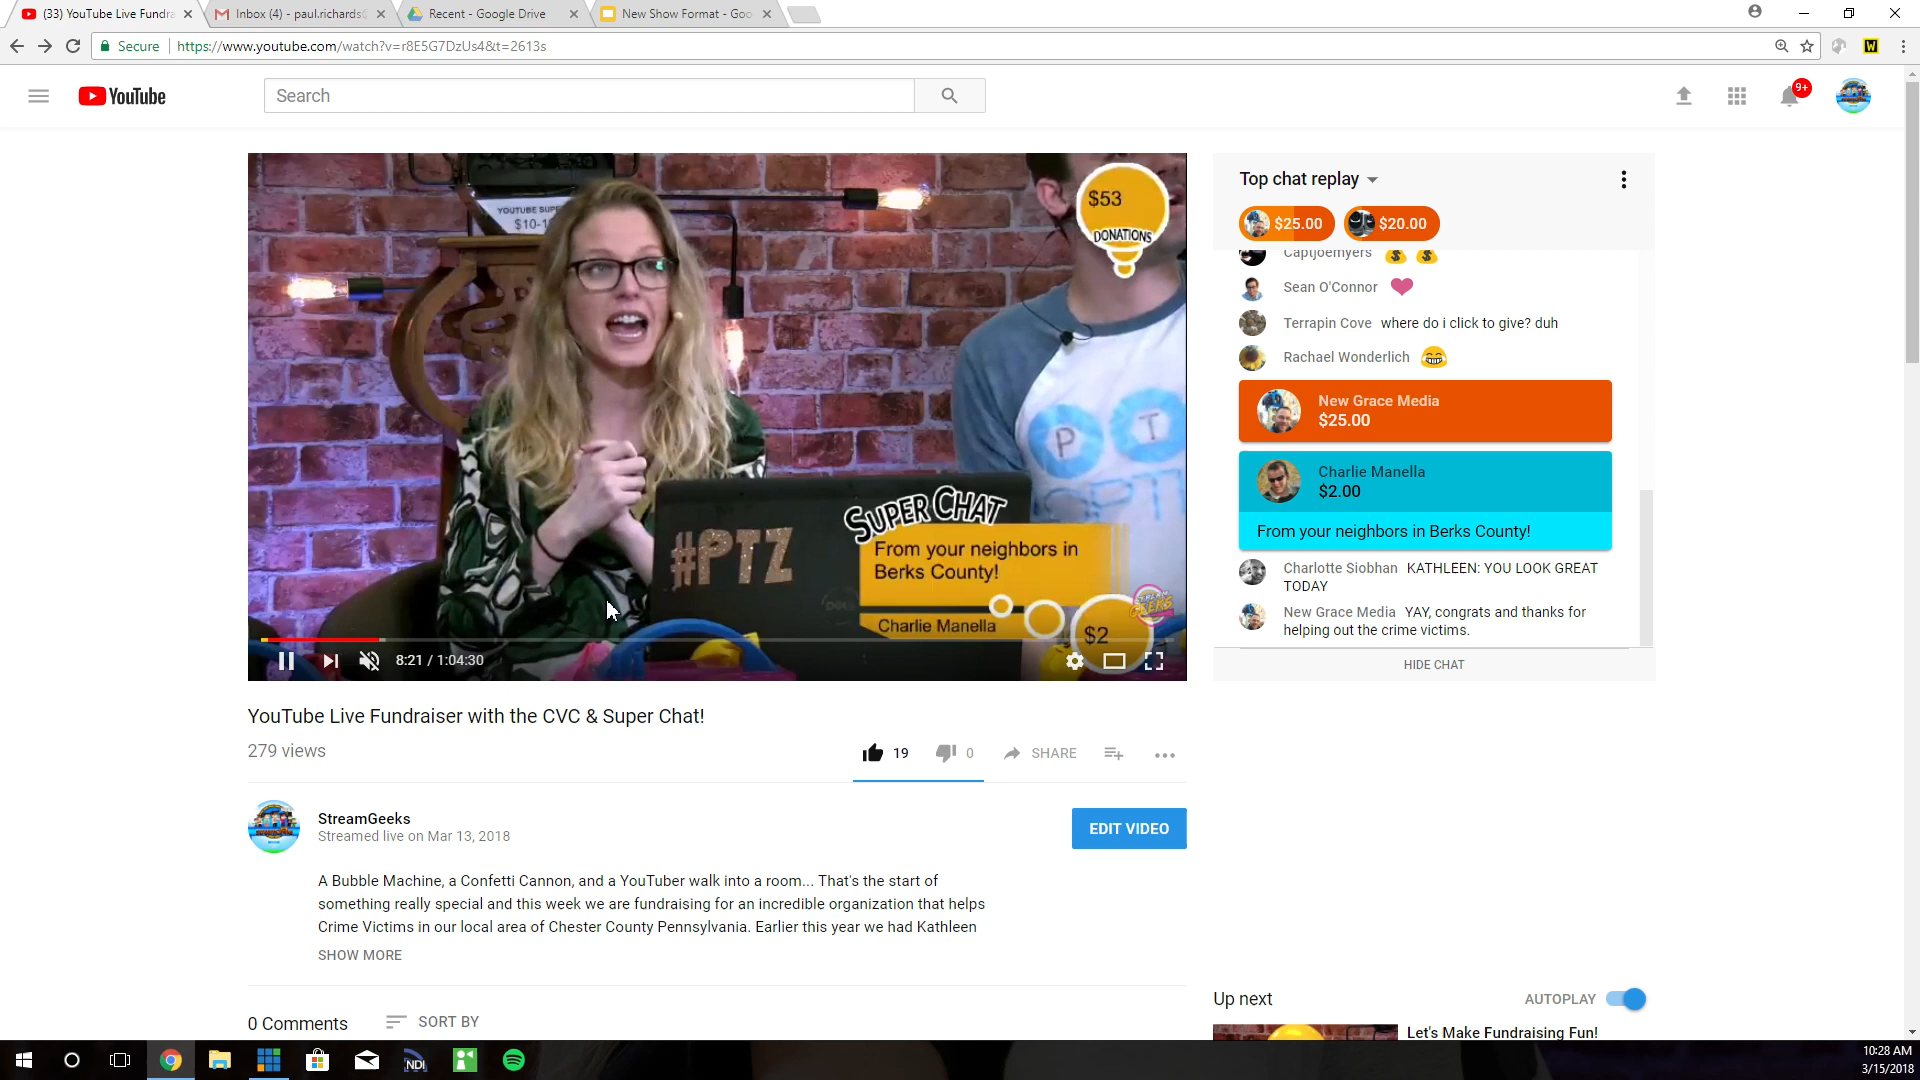 (33) YouTube Live Fundra
Inbox (4) - paul.richards
Recent - Google Drive
New Show Format - Goo
Secure
https://www.youtube.com/watch?v=r8E5G7DzUs4&t=2613s
W
YouTube
Search
9+
YOUTUBE SUP
$10-1
$53
DONATIONS
#PTZ
P T
SUPER CHAT
From your neighbors in
Berks County!
Charlie Manella
$2
STREAM
GEEKS
DELL
8:21 / 1:04:30
Top chat replay
$25.00
$20.00
Captjoemyers
Sean O'Connor
Terrapin Cove where do i click to give? duh
Rachael Wonderlich
New Grace Media
$25.00
Charlie Manella
$2.00
From your neighbors in Berks County!
Charlotte Siobhan KATHLEEN: YOU LOOK GREAT
TODAY
New Grace Media YAY, congrats and thanks for
helping out the crime victims.
HIDE CHAT
YouTube Live Fundraiser with the CVC & Super Chat!
279 views
19
0
SHARE
StreamGeeks
Streamed live on Mar 13, 2018
EDIT VIDEO
A Bubble Machine, a Confetti Cannon, and a YouTuber walk into a room... That's the start of
something really special and this week we are fundraising for an incredible organization that helps
Crime Victims in our local area of Chester County Pennsylvania. Earlier this year we had Kathleen
SHOW MORE
0 Comments
SORT BY
Up next
AUTOPLAY
Let's Make Fundraising Fun!
NDI
10:28 AM
3/15/2018